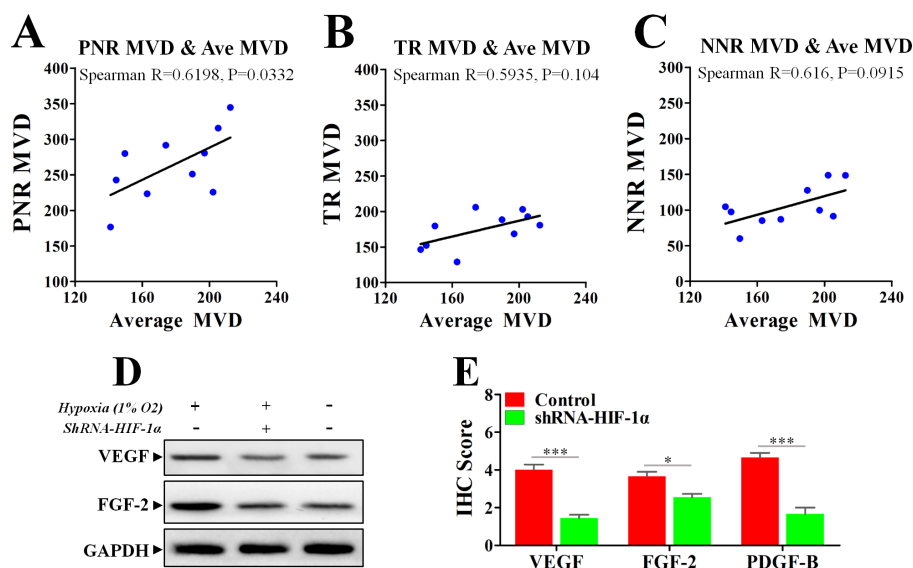 A
PNR MVD & Ave MVD
Spearman R=0.6198, P=0.0332
400
350
300
250
200
150
100
PNR MVD
120 160 200 240
Average MVD
B
TR MVD & Ave MVD
Spearman R=0.5935, P=0.104
400
350
300
250
200
150
100
TR MVD
120 160 200 240
Average MVD
C
NNR MVD & Ave MVD
Spearman R=0.616, P=0.0915
300
250
200
150
100
50
0
NNR MVD
120 160 200 240
Average MVD
D
Hypoxia (1% O2) + + -
ShRNA-HIF-1α - + -
VEGF
FGF-2
GAPDH
E
Control
shRNA-HIF-1α
8
6
4
2
0
IHC Score
*** * ***
VEGF FGF-2 PDGF-B